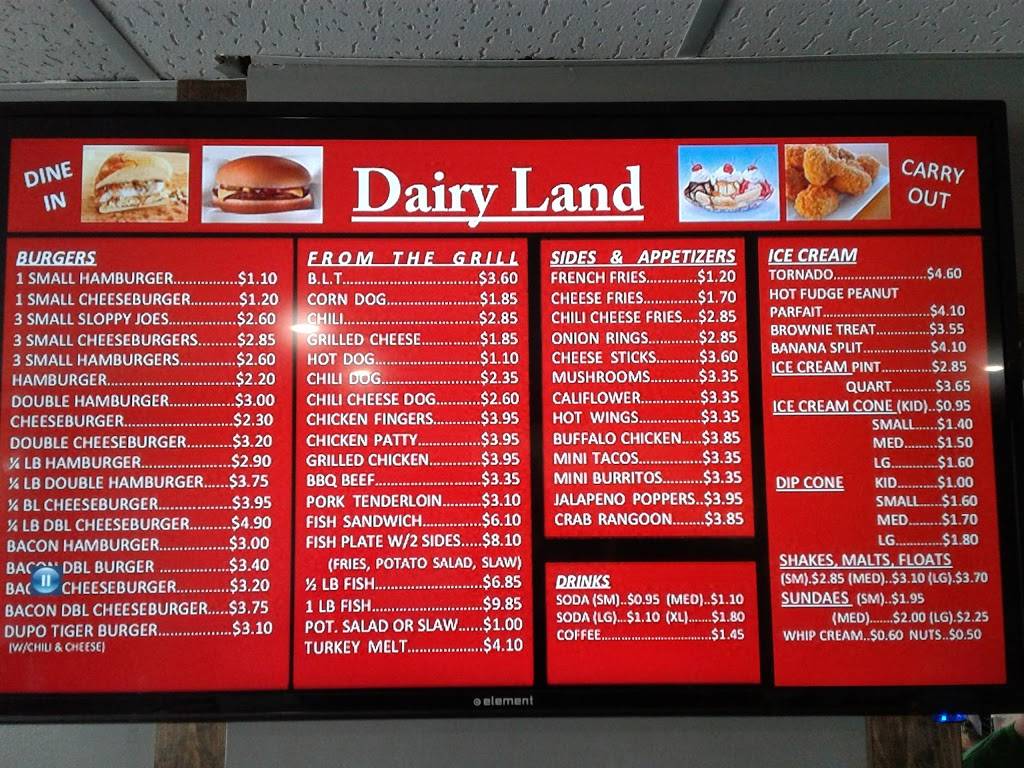 DINE IN
Dairy Land
CARRY OUT
BURGERS
1 SMALL HAMBURGER...............$1.10
1 SMALL CHEESEBURGER...........$1.20
3 SMALL SLOPPY JOES..............$2.60
3 SMALL CHEESEBURGERS.........$2.85
3 SMALL HAMBURGERS.............$2.60
HAMBURGER..............................$2.20
DOUBLE HAMBURGER................$3.00
CHEESEBURGER..........................$2.30
DOUBLE CHEESEBURGER............$3.20
¼ LB HAMBURGER.....................$2.90
¼ LB DOUBLE HAMBURGER.......$3.75
¼ BL CHEESEBURGER.................$3.95
¼ LB DBL CHEESEBURGER..........$4.90
BACON HAMBURGER................$3.00
DBL BURGER .................$3.40
CHEESEBURGER..............$3.20
BACON DBL CHEESEBURGER.....$3.75
DUPO TIGER BURGER.................$3.10
(W/CHILI & CHEESE)
FROM THE GRILL
B.L.T..............................$3.60
CORN DOG.....................$1.85
CHILI..............................$2.85
GRILLED CHEESE..............$1.85
HOT DOG.......................$1.10
CHILI DOG......................$2.35
CHILI CHEESE DOG..........$2.60
CHICKEN FINGERS...........$3.95
CHICKEN PATTY...............$3.95
GRILLED CHICKEN............$3.95
BBQ BEEF........................$3.35
PORK TENDERLOIN.........$3.10
FISH SANDWICH..............$6.10
FISH PLATE W/2 SIDES.....$8.10
(FRIES, POTATO SALAD, SLAW)
½ LB FISH........................$6.85
1 LB FISH.........................$9.85
POT. SALAD OR SLAW......$1.00
TURKEY MELT...................$4.10
SIDES & APPETIZERS
FRENCH FRIES............$1.20
CHEESE FRIES.............$1.70
CHILI CHEESE FRIES....$2.85
ONION RINGS............$2.85
CHEESE STICKS...........$3.60
MUSHROOMS............$3.35
CALIFLOWER..............$3.35
HOT WINGS...............$3.35
BUFFALO CHICKEN.....$3.85
MINI TACOS...............$3.35
MINI BURRITOS..........$3.35
JALAPENO POPPERS..$3.95
CRAB RANGOON........$3.85
DRINKS
SODA (SM)..$0.95 (MED)..$1.10
SODA (LG)...$1.10 (XL).......$1.80
COFFEE..............................$1.45
ICE CREAM
TORNADO..........................$4.60
HOT FUDGE PEANUT
PARFAIT.............................$4.10
BROWNIE TREAT...............$3.55
BANANA SPLIT...................$4.10
ICE CREAM PINT..............$2.85
QUART.............$3.65
ICE CREAM CONE (KID)..$0.95
SMALL......$1.40
MED.........$1.50
LG............$1.60
DIP CONE KID...........$1.00
SMALL......$1.60
MED.........$1.70
LG............$1.80
SHAKES, MALTS, FLOATS
(SM).$2.85 (MED)..$3.10 (LG).$3.70
SUNDAES (SM)..$1.95
(MED).......$2.00 (LG).$2.25
WHIP CREAM..$0.60 NUTS..$0.50
element